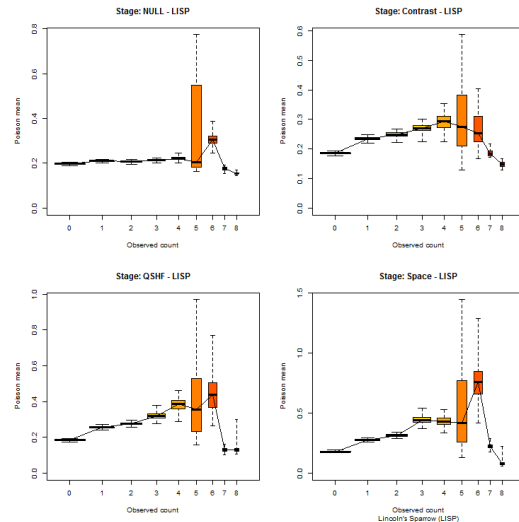 Stage: NULL - LISP
Poisson mean
0.0 0.2 0.4 0.6 0.8
0 1 2 3 4 5 6 7 8
Observed count
Stage: Contrast - LISP
Poisson mean
0.0 0.1 0.2 0.3 0.4 0.5 0.6
0 1 2 3 4 5 6 7 8
Observed count
Stage: QSHF - LISP
Poisson mean
0.0 0.2 0.4 0.6 0.8 1.0
0 1 2 3 4 5 6 7 8
Observed count
Stage: Space - LISP
Poisson mean
0.0 0.5 1.0 1.5
0 1 2 3 4 5 6 7 8
Observed count
Lincoln's Sparrow (LISP)